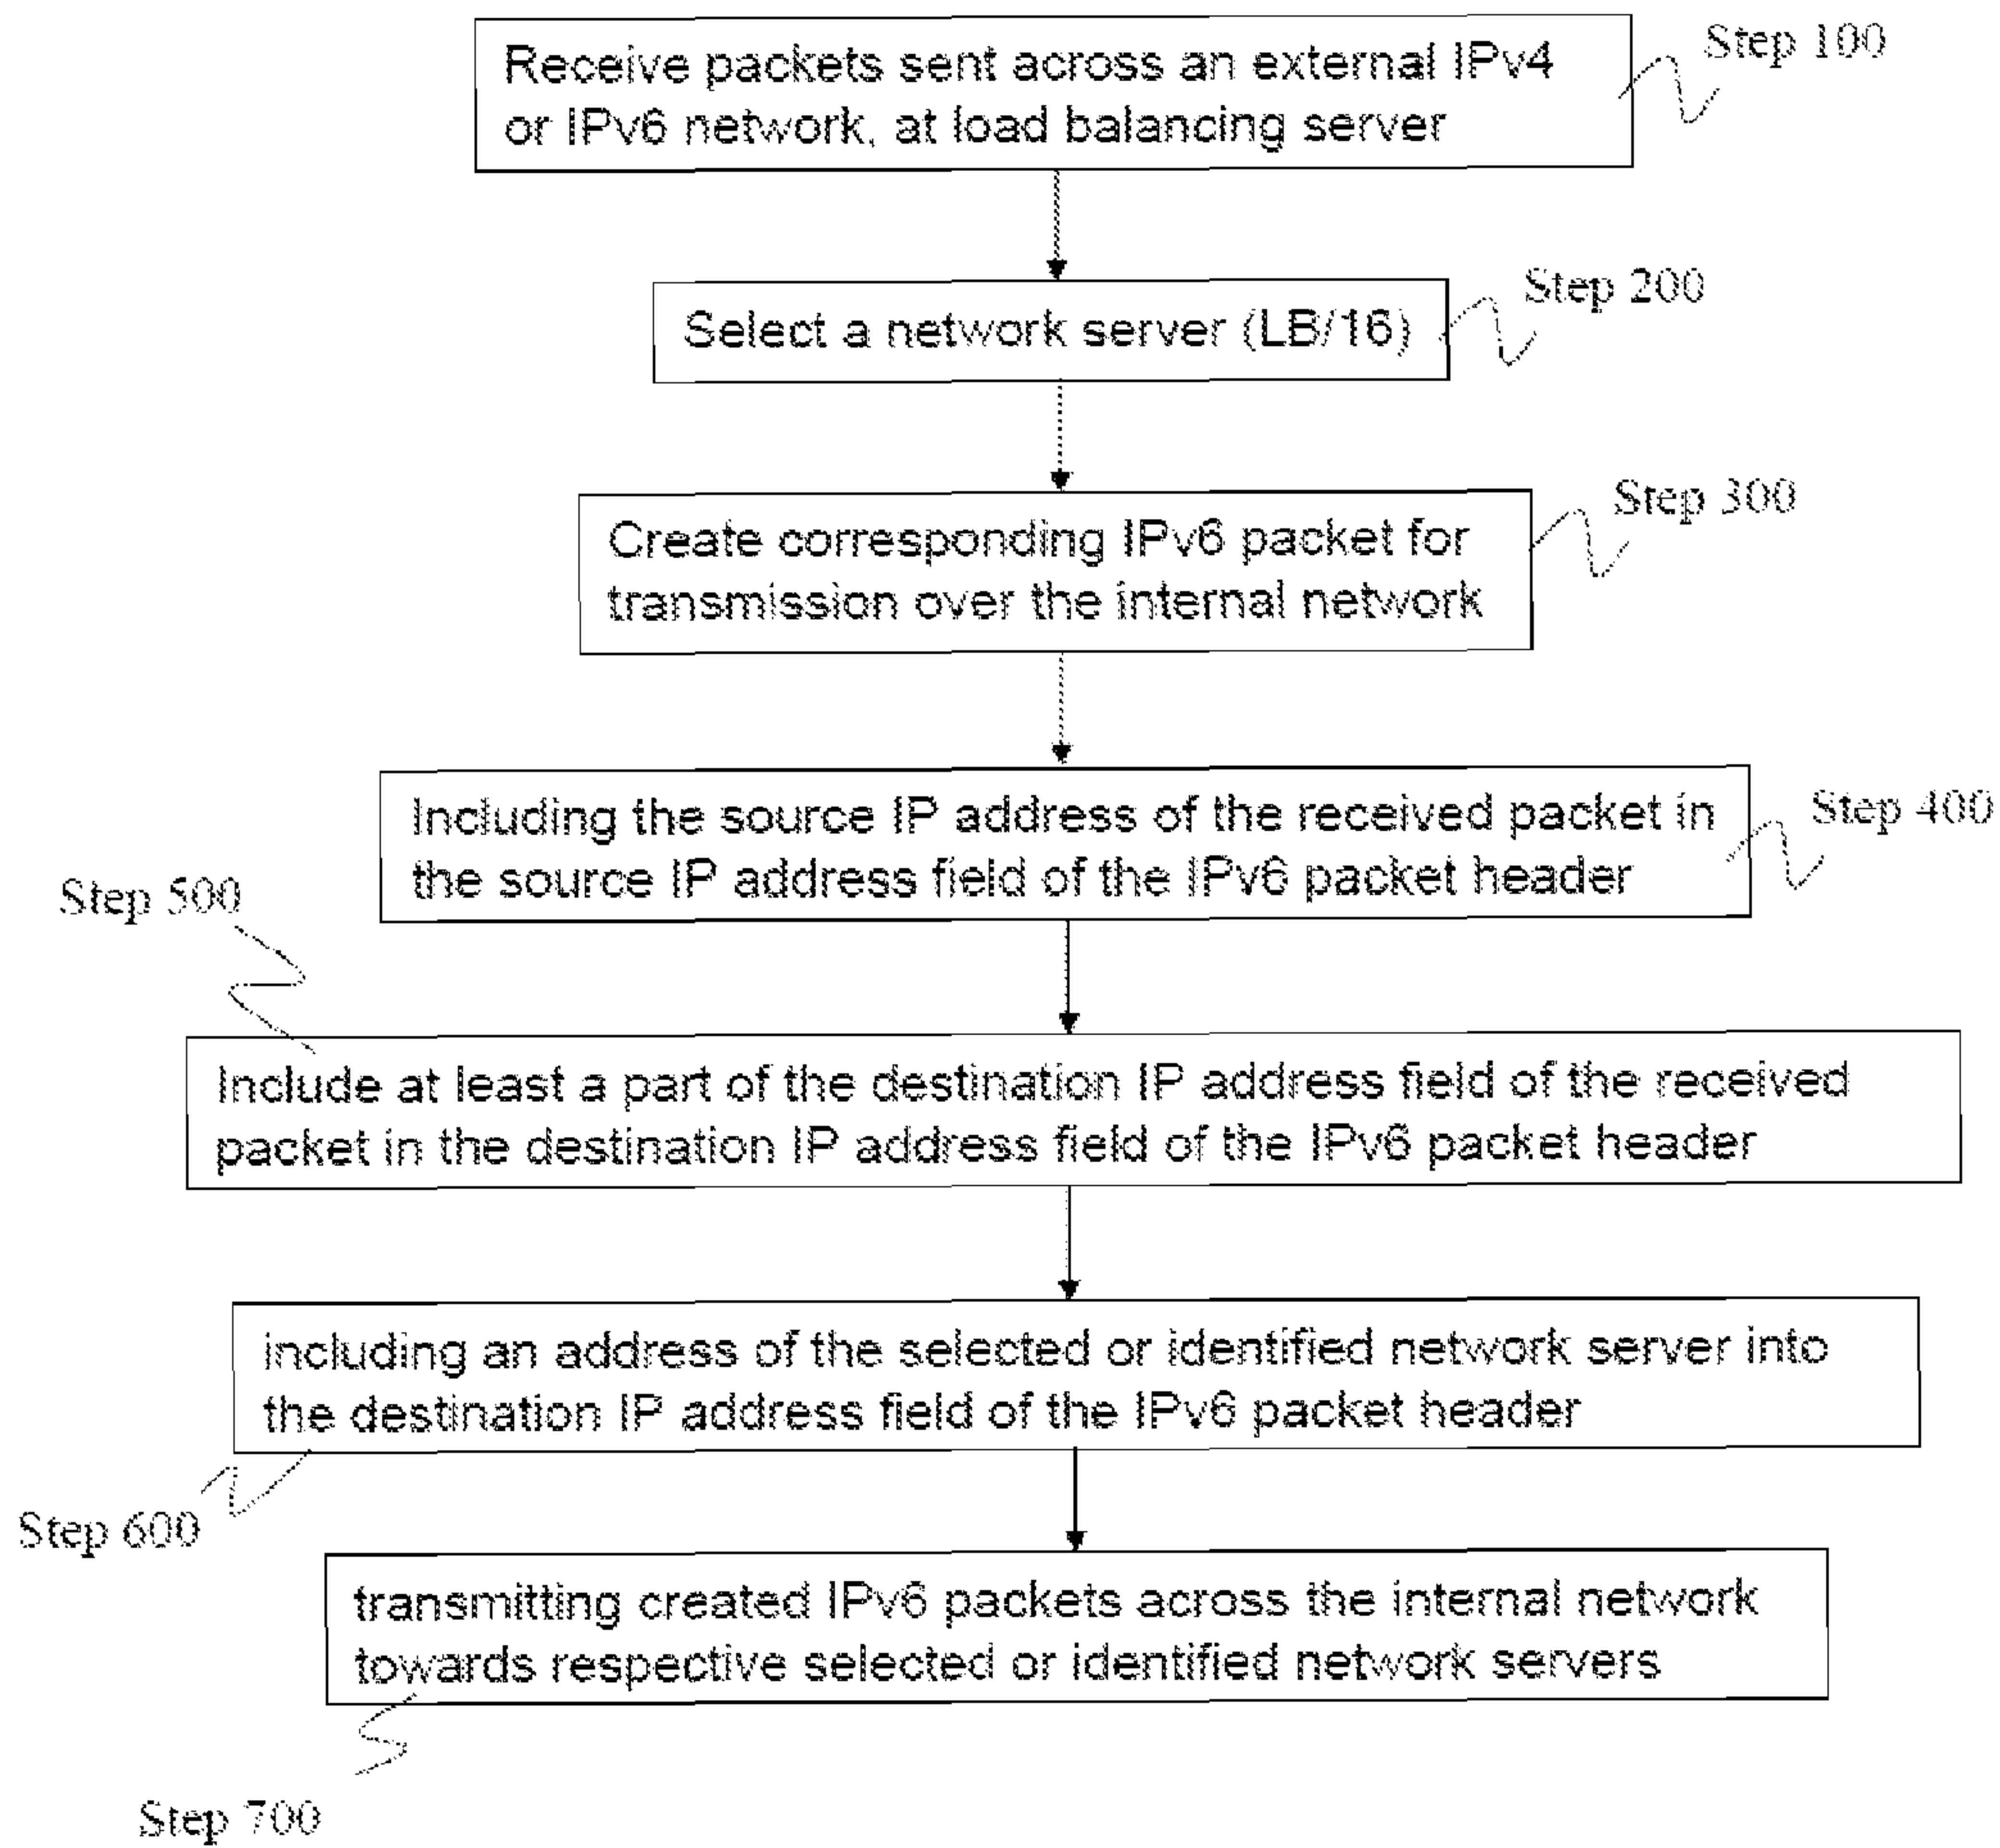 Receive packets sent across an external IPv4
or IPv6 network, at load balancing server
Step 100
Select a network server (LB/16)
Step 200
Create corresponding IPv6 packet for
transmission over the internal network
Step 300
Including the source IP address of the received packet in
the source IP address field of the IPv6 packet header
Step 400
Step 500
Include at least a part of the destination IP address field of the received
packet in the destination IP address field of the IPv6 packet header
including an address of the selected or identified network server into
the destination IP address field of the IPv6 packet header
Step 600
transmitting created IPv6 packets across the internal network
towards respective selected or identified network servers
Step 700